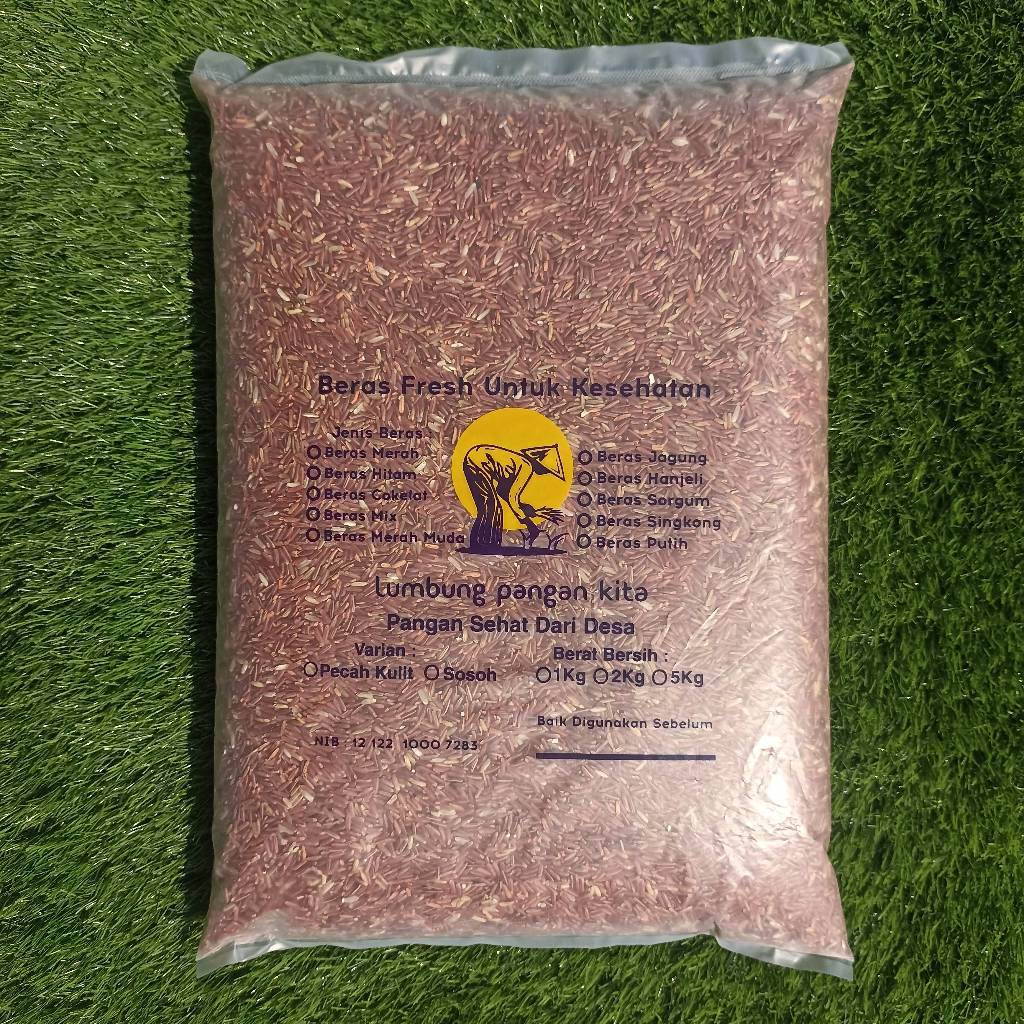 Beras Fresh Untuk Kesehatan
Jenis Beras :
Beras Merah
Beras Hitam
Beras Cokelat
Beras Mix
Beras Merah Muda
Beras Jagung
Beras Hanjeli
Beras Sorgum
Beras Singkong
Beras Putih
lumbung pangan kita
Pangan Sehat Dari Desa
Varian :
Pecah Kulit Sosoh
Berat Bersih :
1Kg 2Kg 5Kg
Baik Digunakan Sebelum
NIB : 12 122 1000 7283